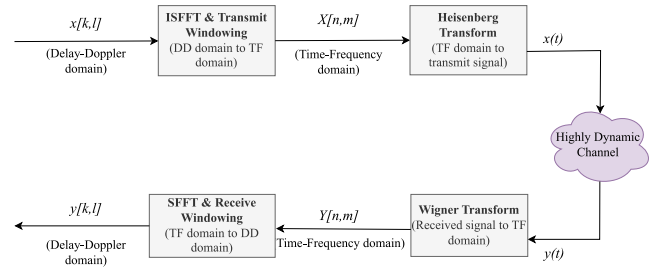 x[k,l]
(Delay-Doppler
domain)
ISFFT & Transmit
Windowing
(DD domain to TF
domain)
X[n,m]
(Time-Frequency
domain)
Heisenberg
Transform
(TF domain to
transmit signal)
x(t)
Highly Dynamic
Channel
y(t)
Wigner Transform
(Received signal to TF
domain)
Y[n,m]
Time-Frequency domain)
SFFT & Receive
Windowing
(TF domain to DD
domain)
y[k,l]
(Delay-Doppler
domain)